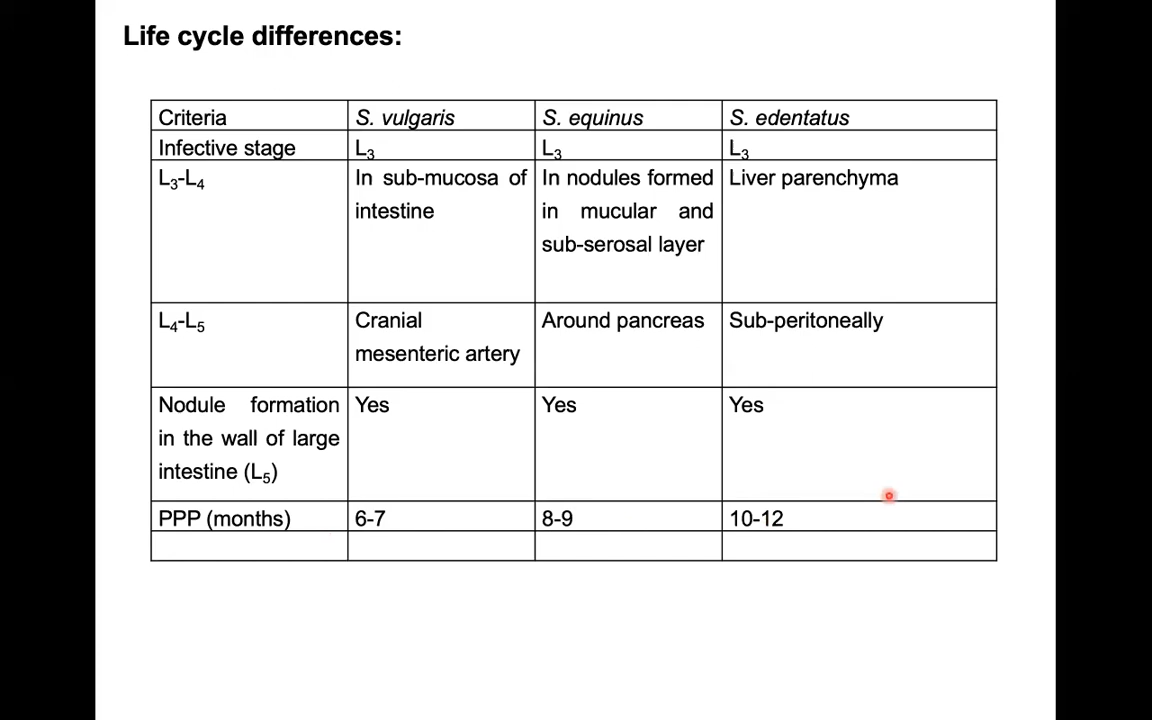 Life cycle differences:
Criteria S. vulgaris S. equinus S. edentatus
Infective stage L₃ L₃ L₃
L₃-L₄ In sub-mucosa of In nodules formed Liver parenchyma
intestine in mucular and
sub-serosal layer
L₄-L₅ Cranial Around pancreas Sub-peritoneally
mesenteric artery
Nodule formation Yes Yes Yes
in the wall of large
intestine (L₅)
PPP (months) 6-7 8-9 10-12